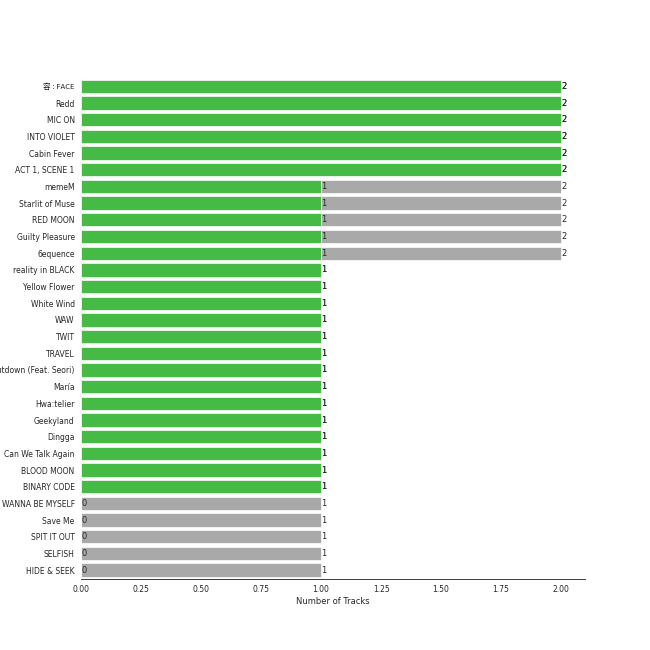 容 : FACE 2
Redd 2
MIC ON 2
INTO VIOLET 2
Cabin Fever 2
ACT 1, SCENE 1 2
memeM 1 2
Starlit of Muse 1 2
RED MOON 1 2
Guilty Pleasure 1 2
6equence 1 2
reality in BLACK 1
Yellow Flower 1
White Wind 1
WAW 1
TWIT 1
TRAVEL 1
tdown (Feat. Seori) 1
María 1
Hwa:telier 1
Geekyland 1
Dingga 1
Can We Talk Again 1
BLOOD MOON 1
BINARY CODE 1
WANNA BE MYSELF 0 1
Save Me 0 1
SPIT IT OUT 0 1
SELFISH 0 1
HIDE & SEEK 0 1
0.00 0.25 0.50 0.75 1.00 1.25 1.50 1.75 2.00
Number of Tracks